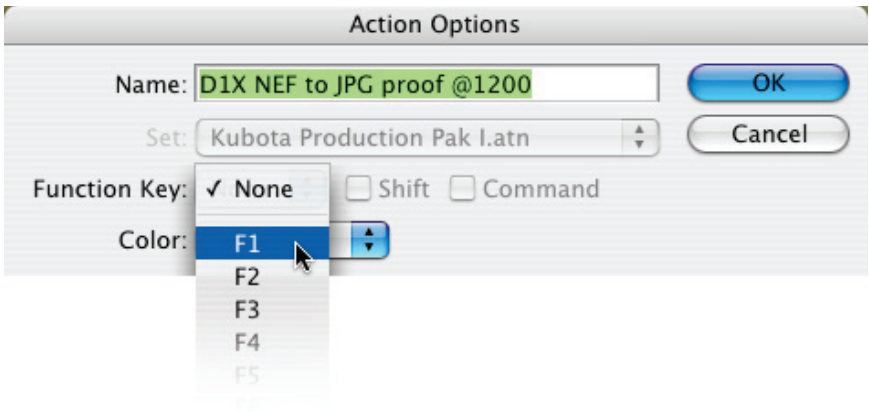 Action Options
Name: D1X NEF to JPG proof @1200 OK
Set: Kubota Production Pak I.atn Cancel
Function Key: ✓ None Shift Command
Color: F1
F2
F3
F4
F5